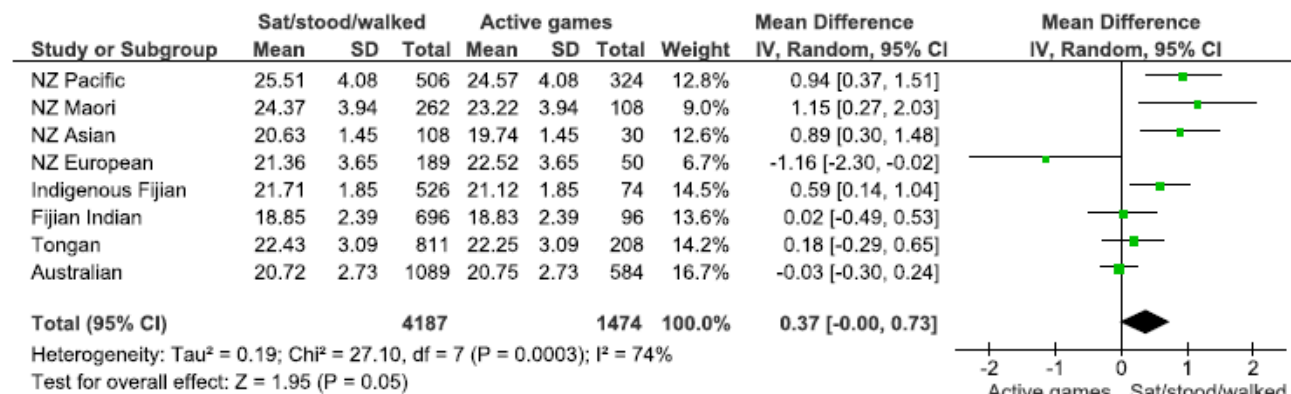 Sat/stood/walked Active games Mean Difference Mean Difference
Study or Subgroup Mean SD Total Mean SD Total Weight IV, Random, 95% CI IV, Random, 95% CI
NZ Pacific 25.51 4.08 506 24.57 4.08 324 12.8% 0.94 [0.37, 1.51]
NZ Maori 24.37 3.94 262 23.22 3.94 108 9.0% 1.15 [0.27, 2.03]
NZ Asian 20.63 1.45 108 19.74 1.45 30 12.6% 0.89 [0.30, 1.48]
NZ European 21.36 3.65 189 22.52 3.65 50 6.7% -1.16 [-2.30, -0.02]
Indigenous Fijian 21.71 1.85 526 21.12 1.85 74 14.5% 0.59 [0.14, 1.04]
Fijian Indian 18.85 2.39 696 18.83 2.39 96 13.6% 0.02 [-0.49, 0.53]
Tongan 22.43 3.09 811 22.25 3.09 208 14.2% 0.18 [-0.29, 0.65]
Australian 20.72 2.73 1089 20.75 2.73 584 16.7% -0.03 [-0.30, 0.24]
Total (95% CI) 4187 1474 100.0% 0.37 [-0.00, 0.73]
Heterogeneity: Tau² = 0.19; Chi² = 27.10, df = 7 (P = 0.0003); I² = 74%
Test for overall effect: Z = 1.95 (P = 0.05)
-2 -1 0 1 2
Active games Sat/stood/walked